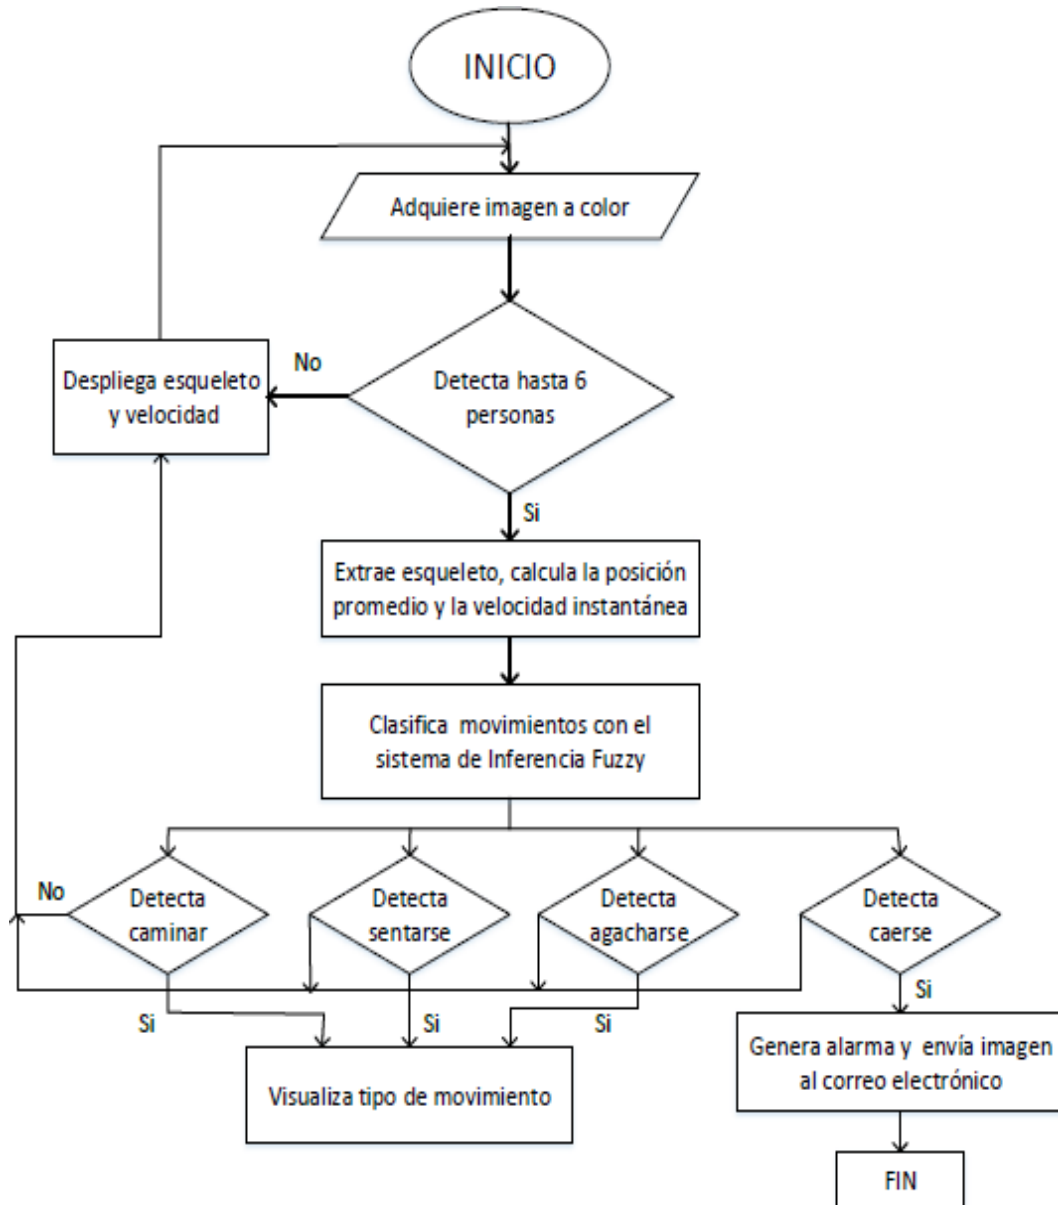 INICIO
Adquiere imagen a color
Despliega esqueleto
y velocidad
No
Detecta hasta 6
personas
Si
Extrae esqueleto, calcula la posición
promedio y la velocidad instantánea
Clasifica movimientos con el
sistema de Inferencia Fuzzy
No
Detecta
caminar
Detecta
sentarse
Detecta
agacharse
Detecta
caerse
Si
Si
Si
Si
Visualiza tipo de movimiento
Genera alarma y envía imagen
al correo electrónico
FIN